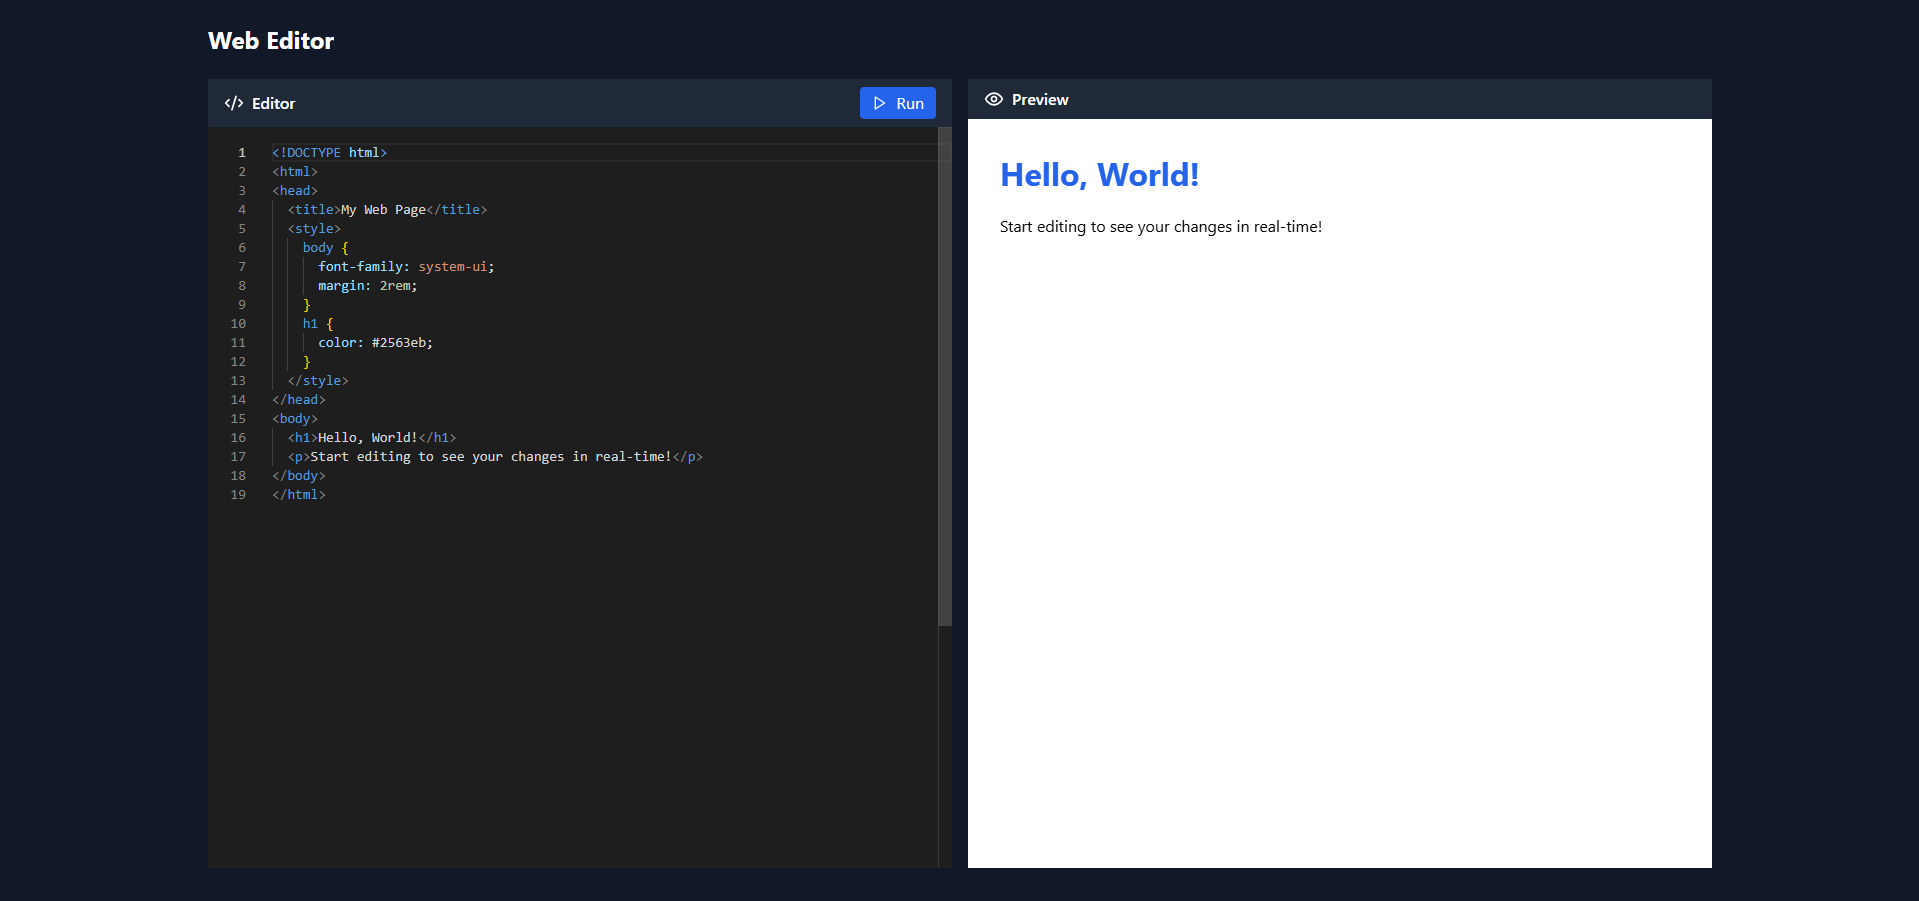 Web Editor
</> Editor
Run
1 <!DOCTYPE html>
2 <html>
3 <head>
4   <title>My Web Page</title>
5   <style>
6     body {
7       font-family: system-ui;
8       margin: 2rem;
9     }
10     h1 {
11       color: #2563eb;
12     }
13   </style>
14 </head>
15 <body>
16   <h1>Hello, World!</h1>
17   <p>Start editing to see your changes in real-time!</p>
18 </body>
19 </html>
Preview
Hello, World!
Start editing to see your changes in real-time!